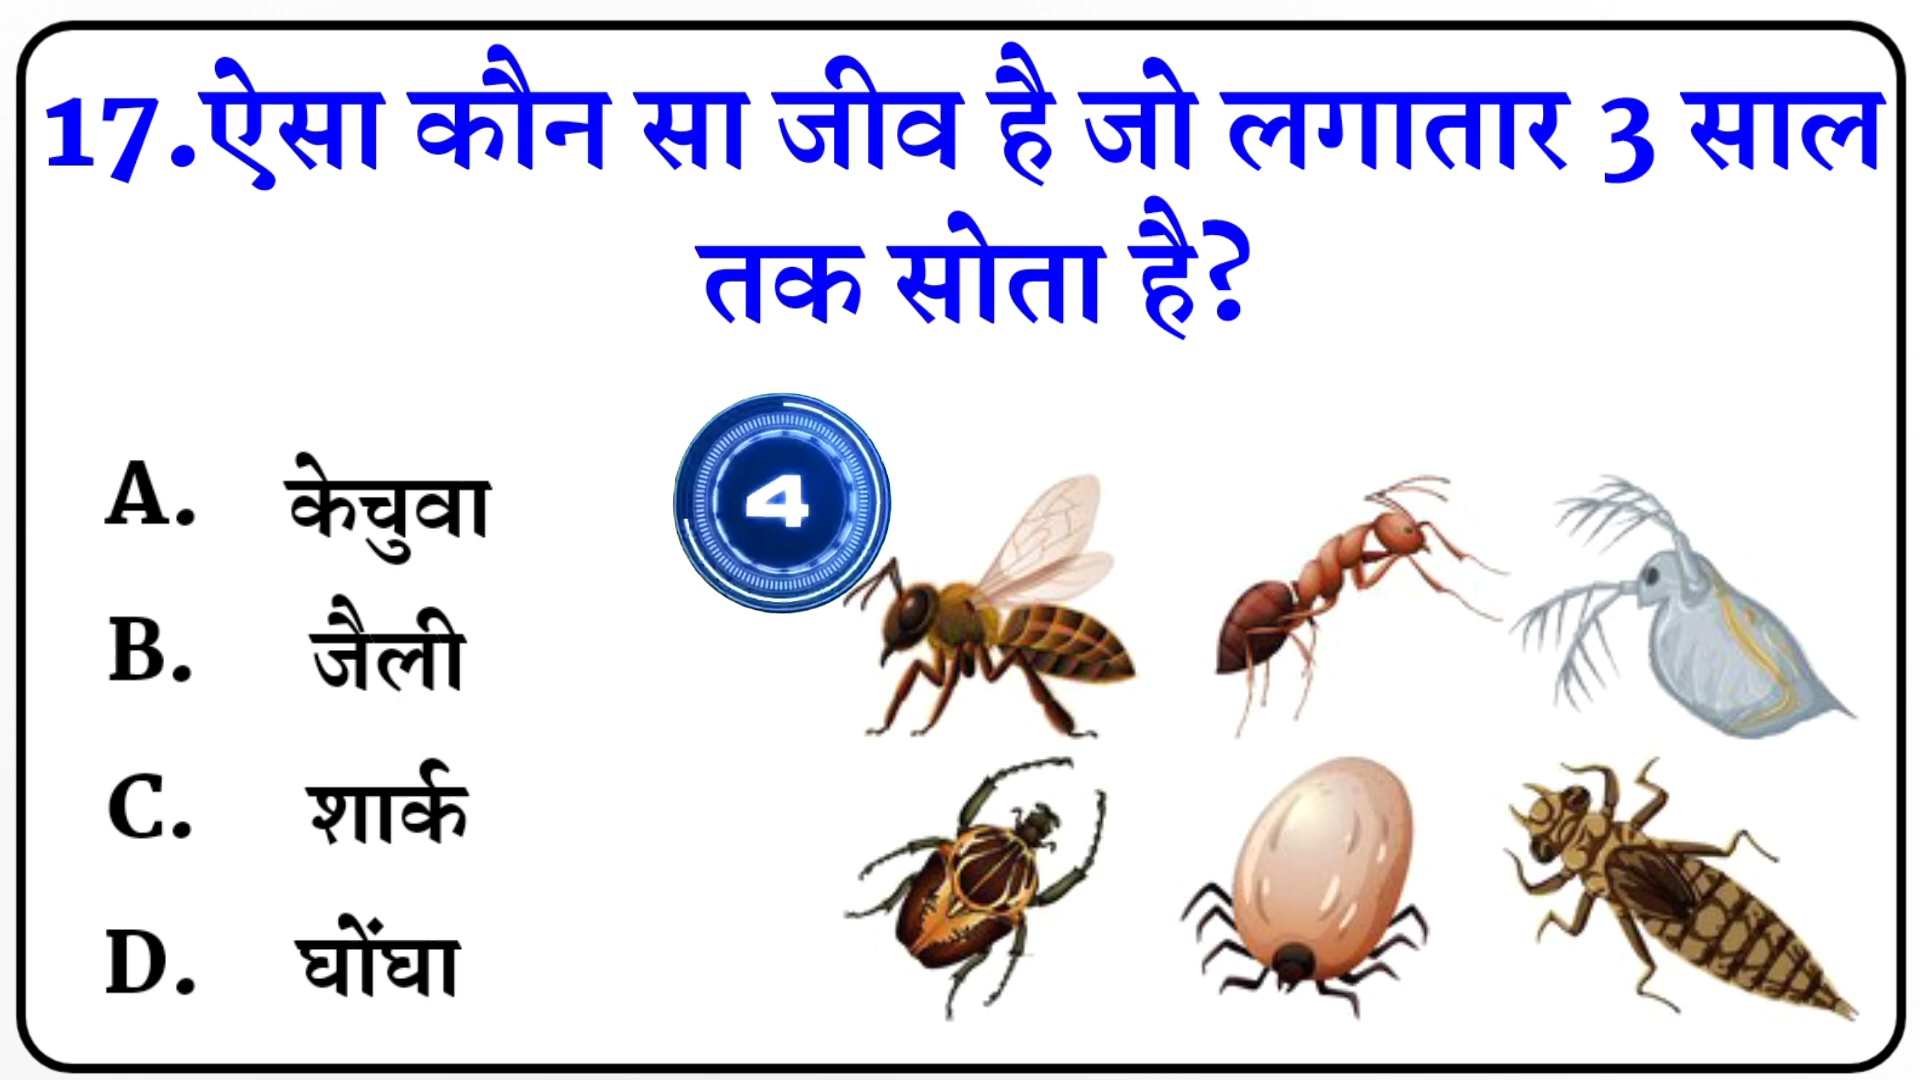 17.ऐसा कौन सा जीव है जो लगातार 3 साल
तक सोता है?
4
A. केचुवा
B. जैली
C. शार्क
D. घोंघा